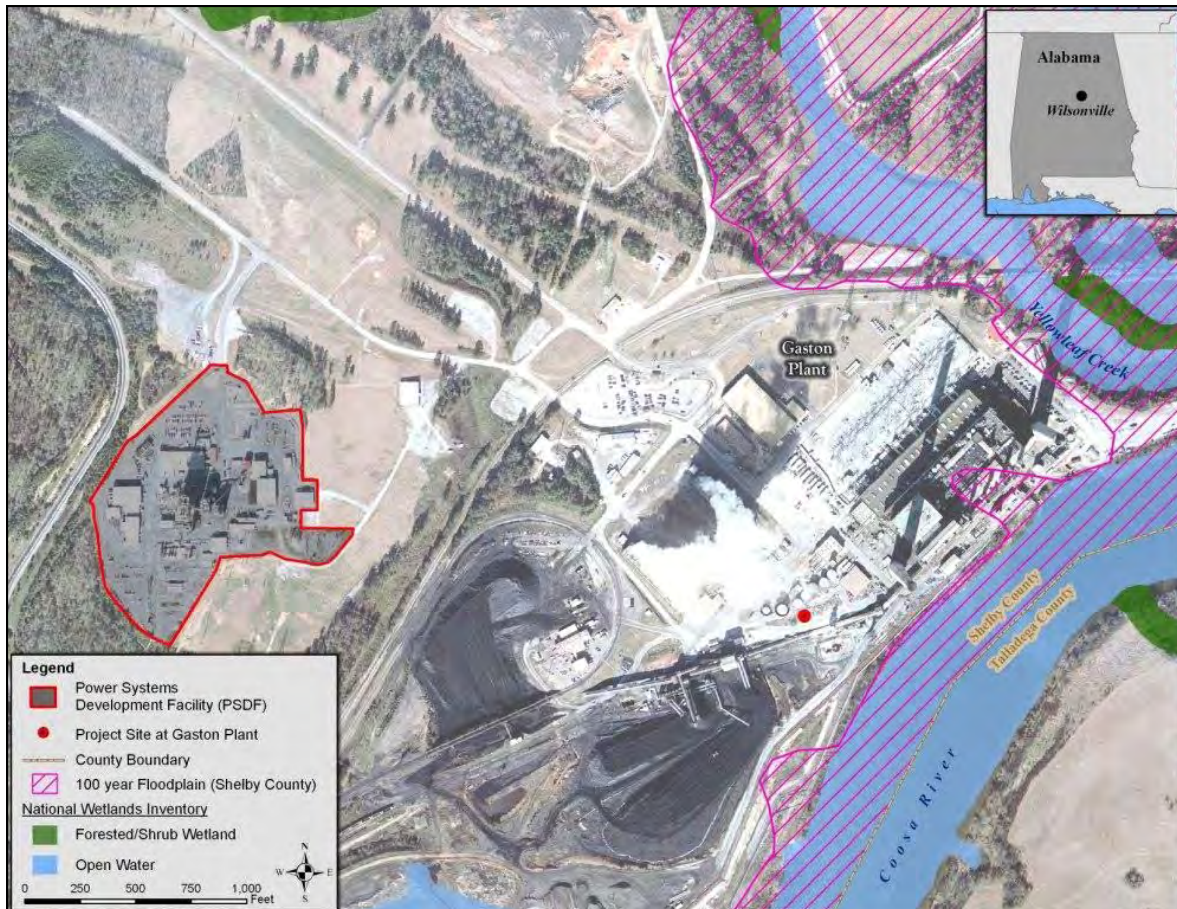 Alabama
Wilsonville
Gaston
Plant
Yellowleaf Creek
Shelby County
Talladega County
Coosa River
Legend
Power Systems
Development Facility (PSDF)
Project Site at Gaston Plant
County Boundary
100 year Floodplain (Shelby County)
National Wetlands Inventory
Forested/Shrub Wetland
Open Water
N
W E
S
0 250 500 750 1,000
Feet